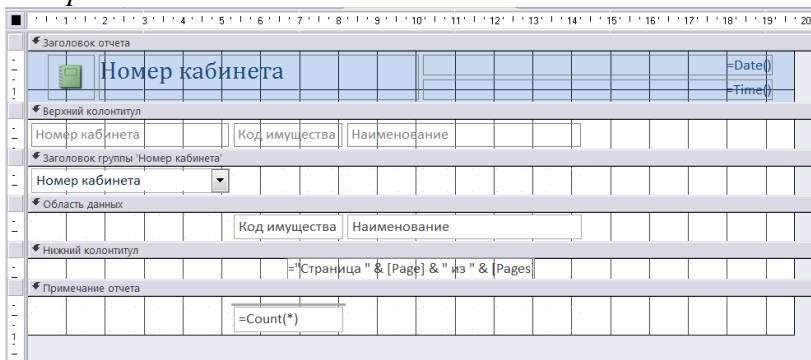 1 2 3 4 5 6 7 8 9 10 11 12 13 14 15 16 17 18 19 20
Заголовок отчета
Номер кабинета
=Date()
1
=Time()
Верхний колонтитул
Номер кабинета Код имущества Наименование
Заголовок группы 'Номер кабинета'
Номер кабинета
Область данных
Код имущества Наименование
Нижний колонтитул
="Страница " & [Page] & " из " & [Pages]
Примечание отчета
=Count(*)
1